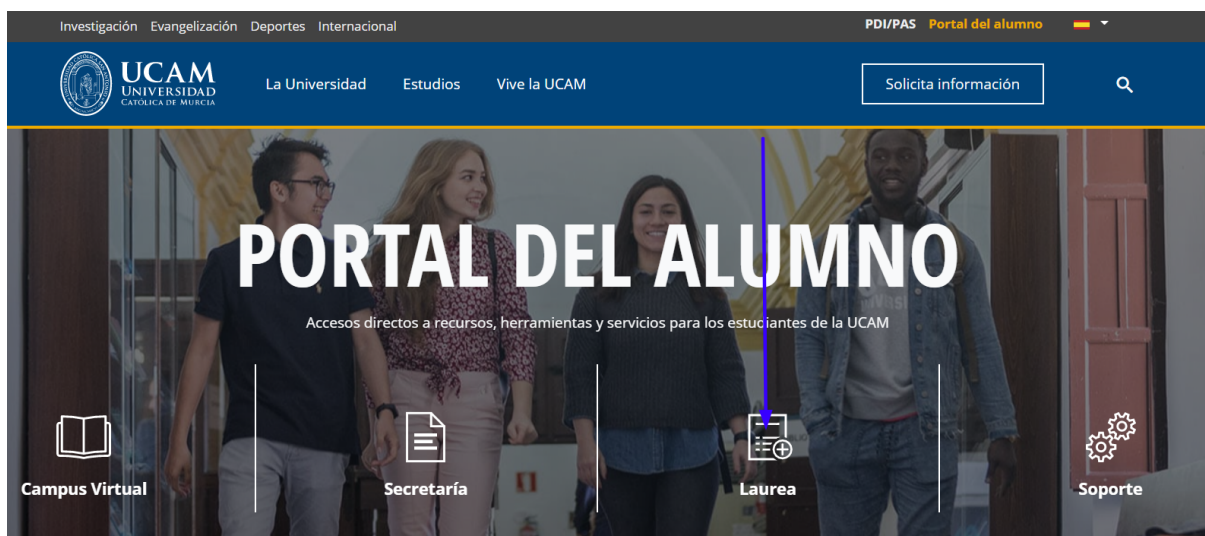 Investigación Evangelización Deportes Internacional PDI/PAS Portal del alumno
UCAM
UNIVERSIDAD
CATÓLICA DE MURCIA
La Universidad Estudios Vive la UCAM Solicita información
PORTAL DEL ALUMNO
Accesos directos a recursos, herramientas y servicios para los estudiantes de la UCAM
Campus Virtual Secretaría Laurea Soporte